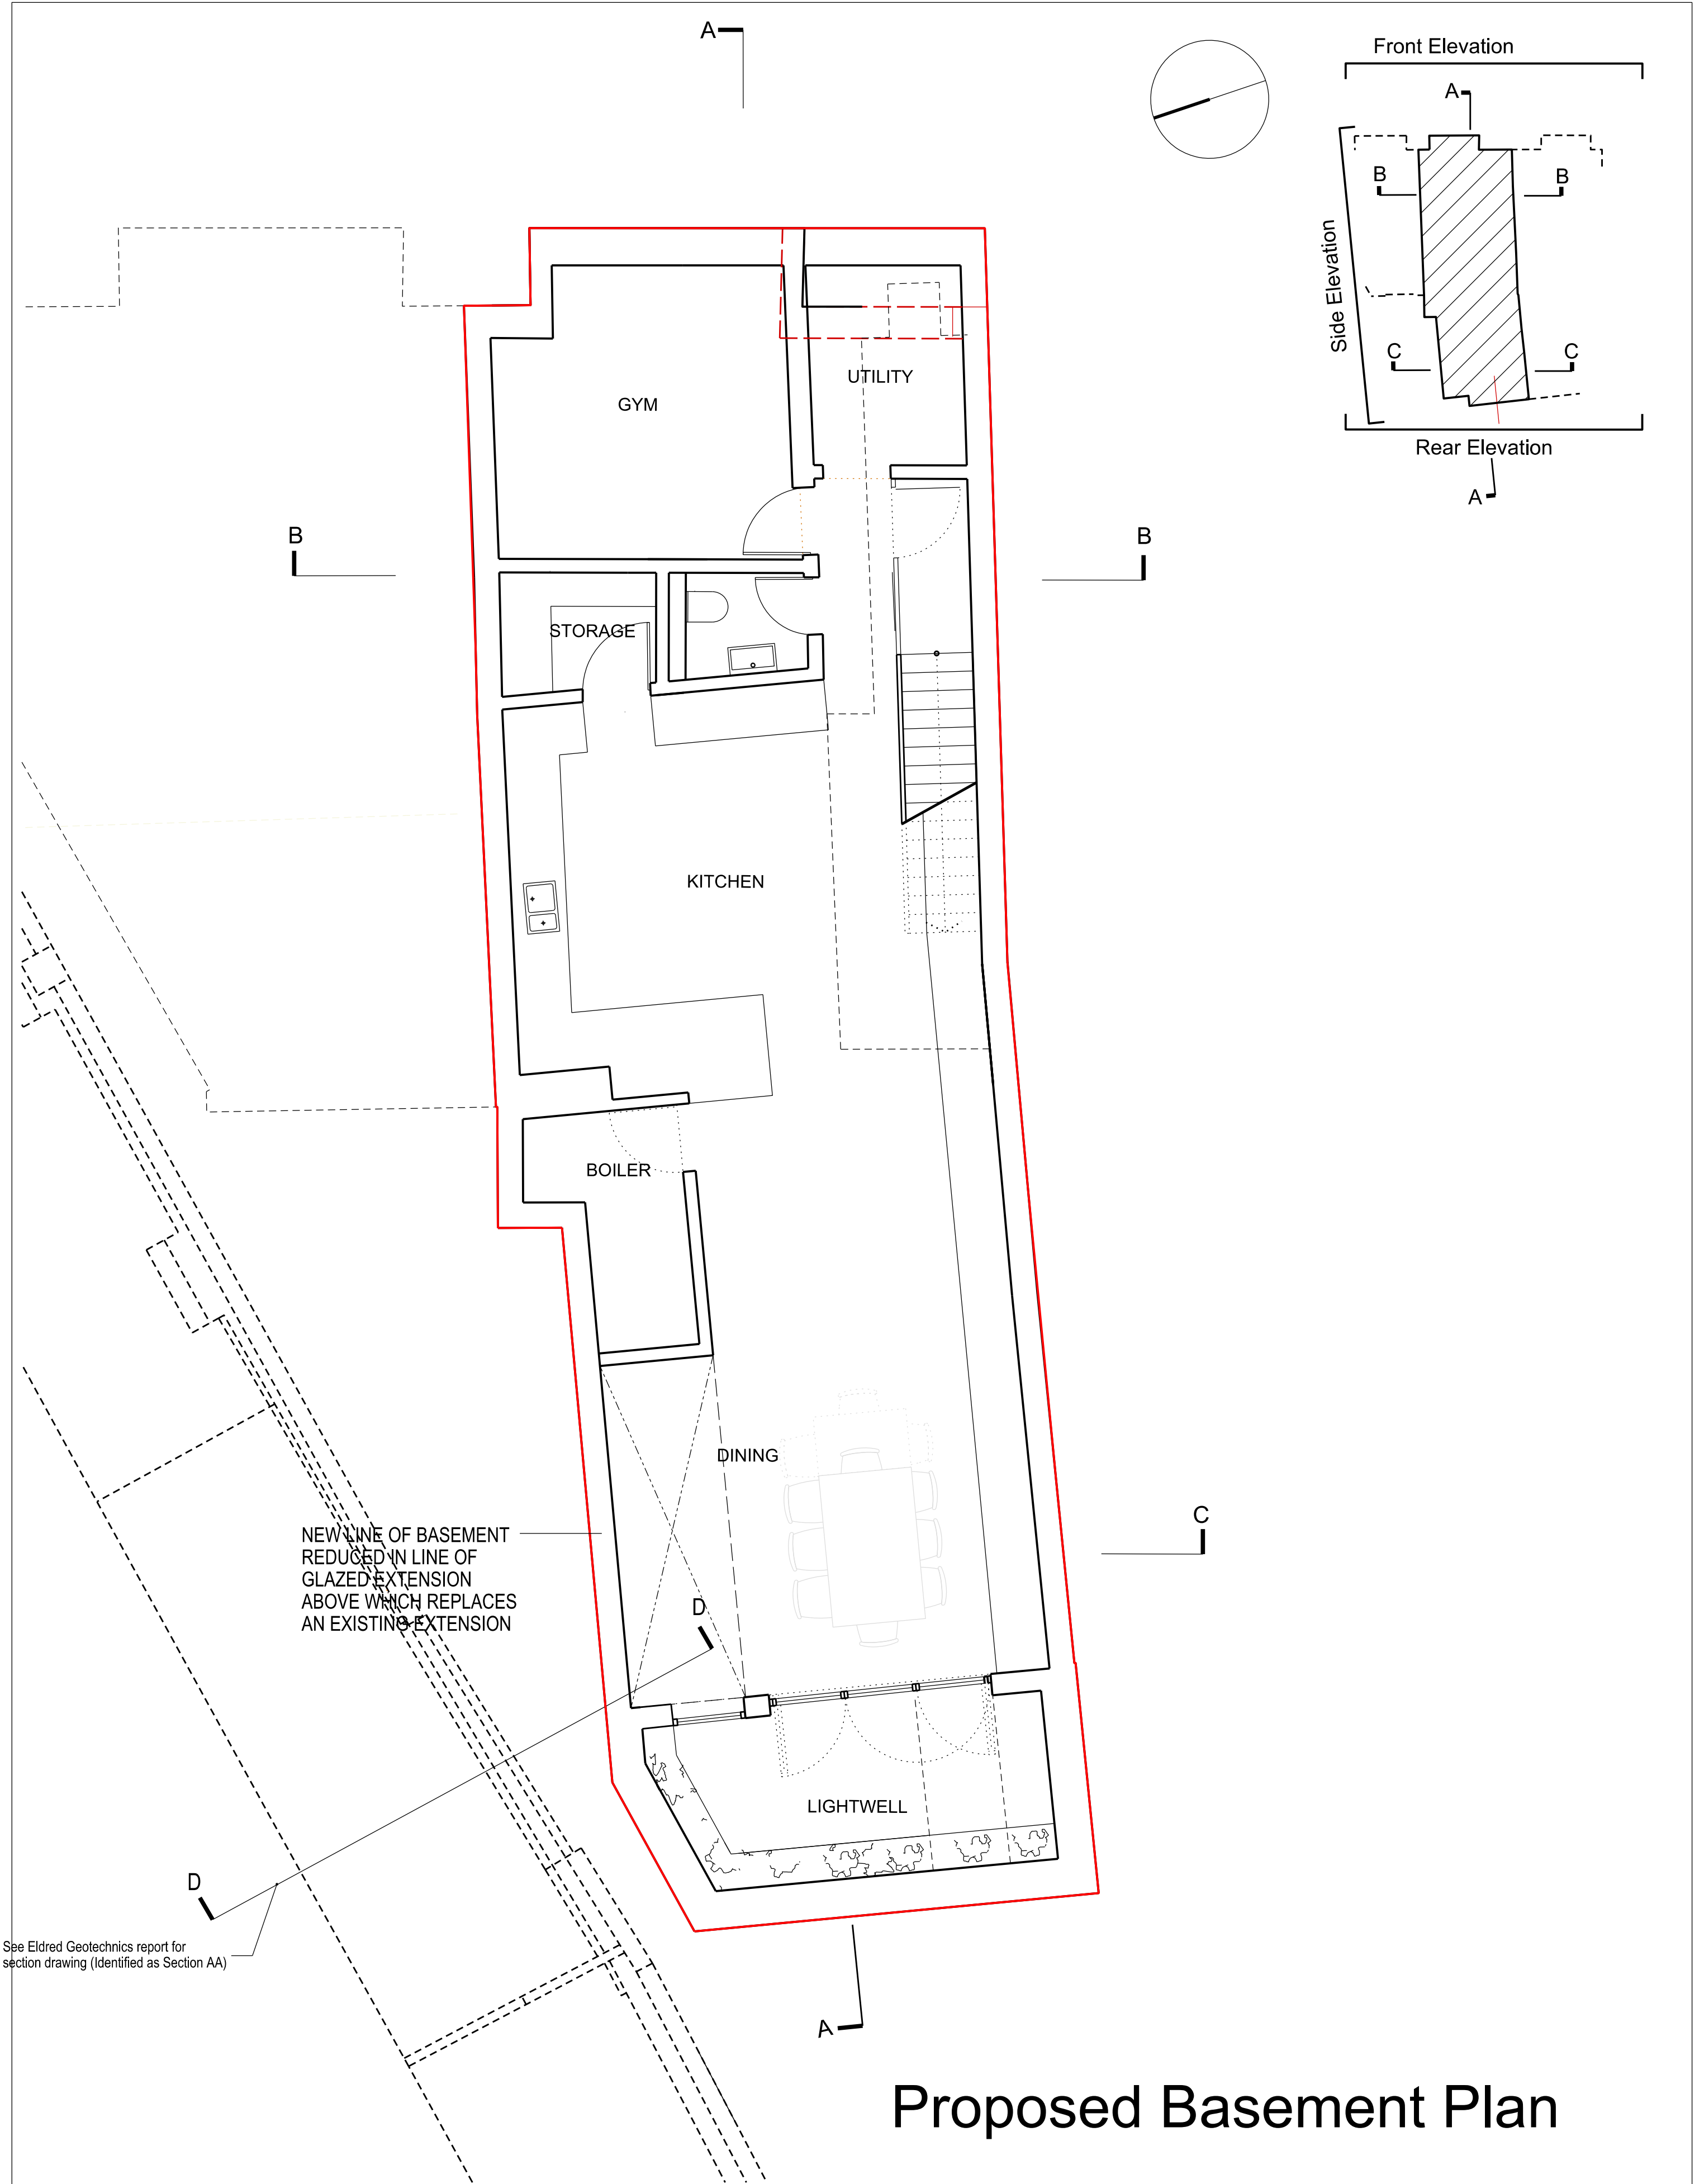 A
Front Elevation
A
B
B
Side Elevation
C
C
Rear Elevation
A
UTILITY
GYM
B
B
STORAGE
KITCHEN
BOILER
DINING
C
NEW LINE OF BASEMENT
REDUCED IN LINE OF
GLAZED EXTENSION
ABOVE WHICH REPLACES
AN EXISTING EXTENSION
D
LIGHTWELL
D
See Eldred Geotechnics report for
section drawing (Identified as Section AA)
A
Proposed Basement Plan